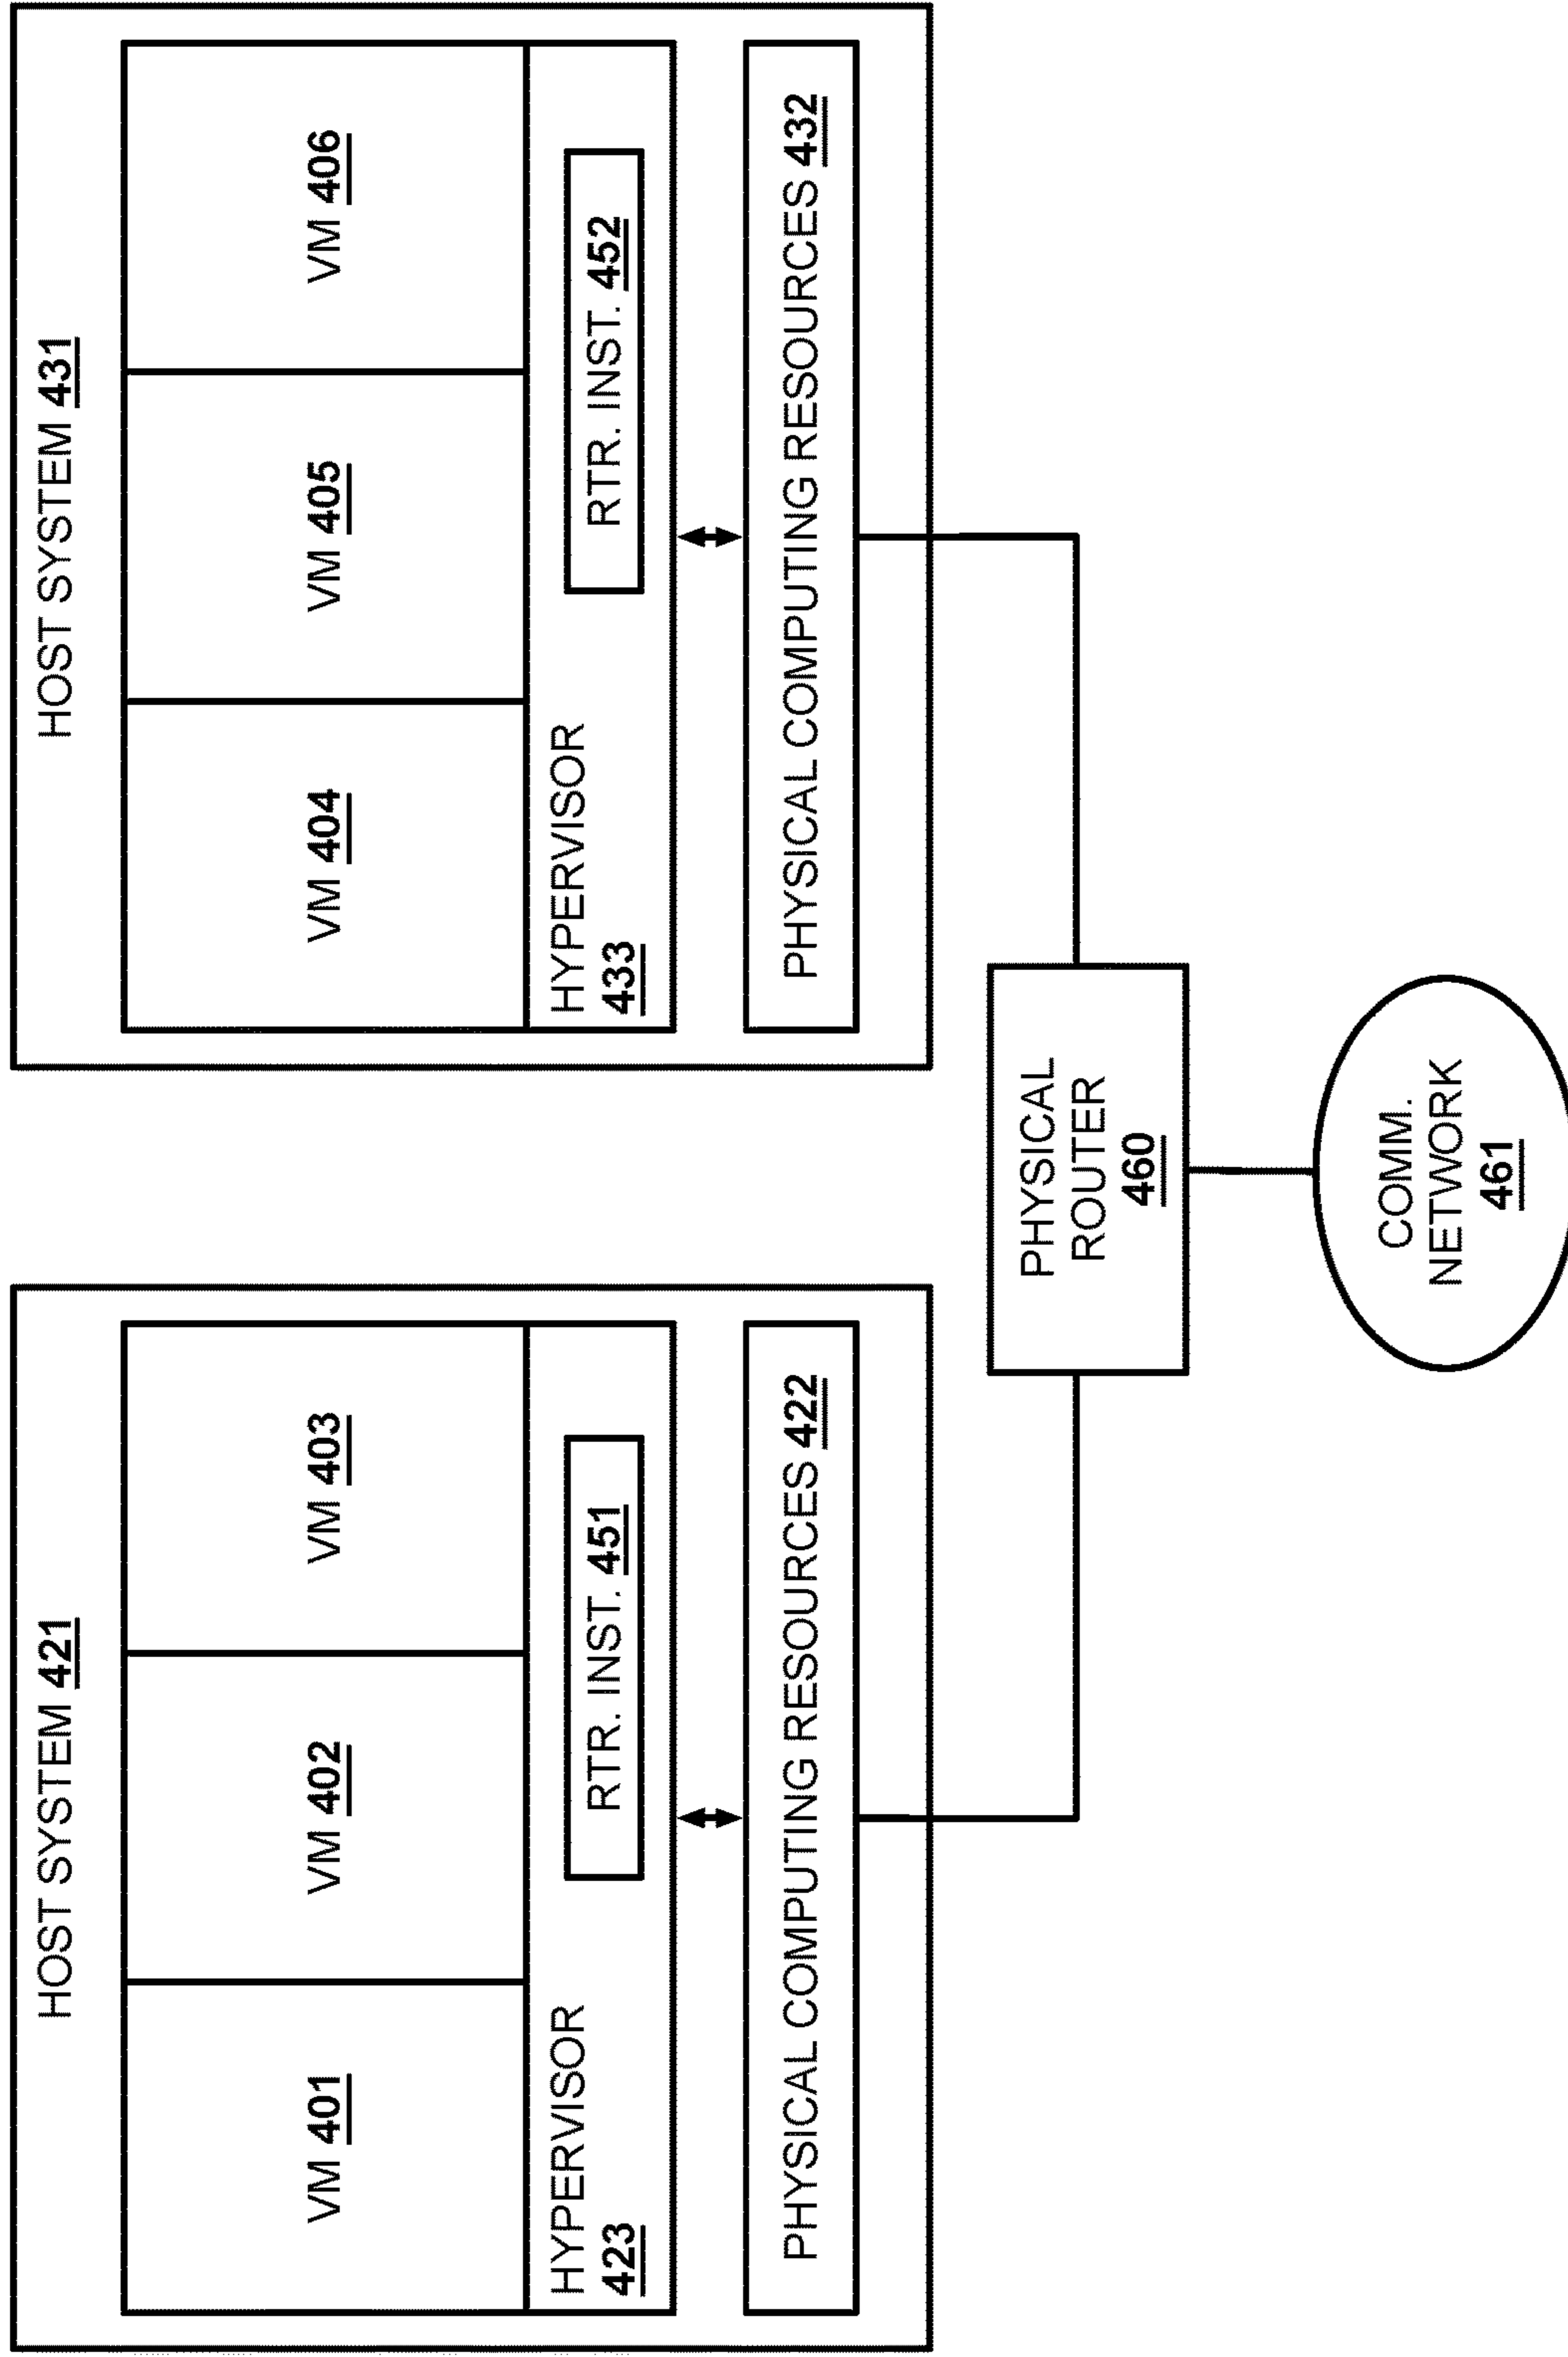 HOST SYSTEM 421
VM 401
VM 402
VM 403
HYPERVISOR
423
RTR. INST. 451
PHYSICAL COMPUTING RESOURCES 422
HOST SYSTEM 431
VM 404
VM 405
VM 406
HYPERVISOR
433
RTR. INST. 452
PHYSICAL COMPUTING RESOURCES 432
PHYSICAL
ROUTER
460
COMM.
NETWORK
461